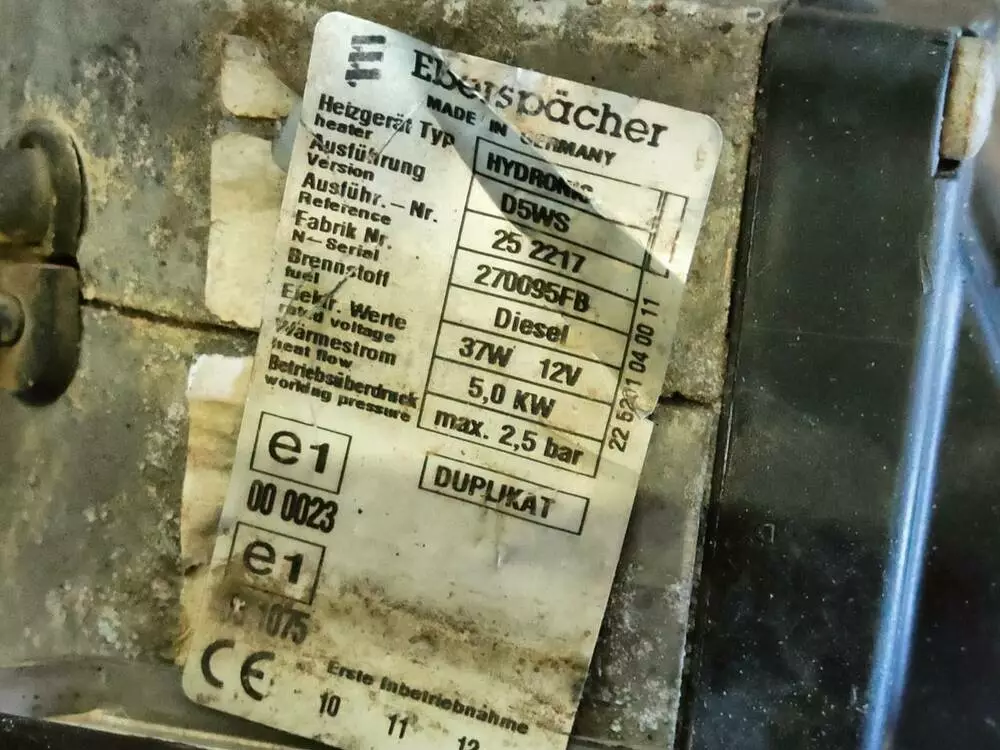 Eberspächer
MADE IN GERMANY
Heizgerät Typ HYDRONIC
heater
Ausführung D5WS
Version
Ausführ. - Nr. 25 2217
Reference
Fabrik Nr. 270095FB
N-Serial
Brennstoff Diesel
fuel
Elektr. Werte 37W 12V
rated voltage
Wärmestrom 5,0 KW
heat flow
Betriebsüberdruck max. 2,5 bar
working pressure
22 5201 04 00 11
e1 DUPLIKAT
00 0023
e1
1075
CE Erste Inbetriebnahme
10 11 12